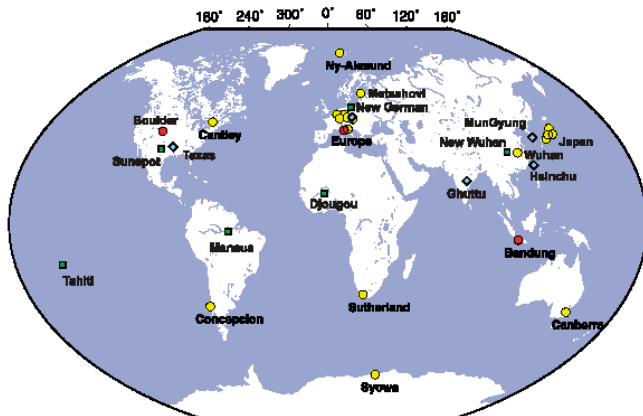 180° 240° 300° 0° 60° 120° 180°
Ny-Alesund
Metsahovi
New German
Boulder
Cantley
MunGyung
Japan
Europe
New Wuhan
Wuhan
Sunspot
Texas
Hsinchu
Ghuttu
Djougou
Manaus
Bandung
Tahiti
Concepcion
Sutherland
Canberra
Syowa